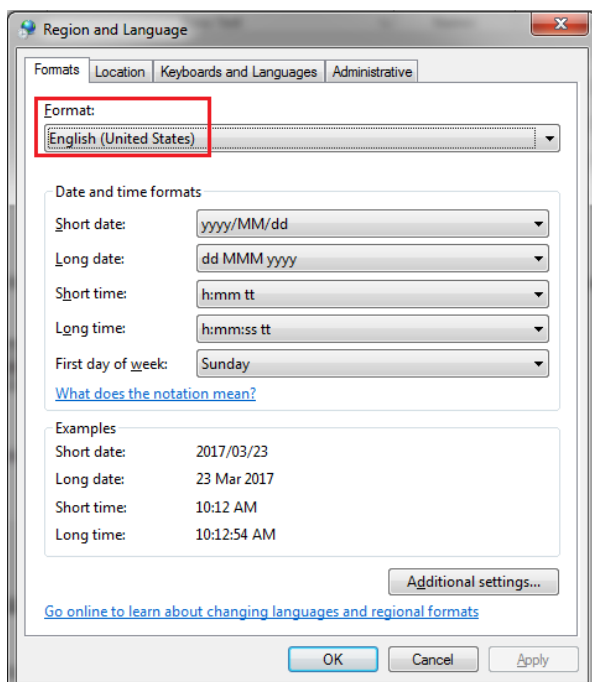 Region and Language
Formats Location Keyboards and Languages Administrative
Format:
English (United States)
Date and time formats
Short date: yyyy/MM/dd
Long date: dd MMM yyyy
Short time: h:mm tt
Long time: h:mm:ss tt
First day of week: Sunday
What does the notation mean?
Examples
Short date: 2017/03/23
Long date: 23 Mar 2017
Short time: 10:12 AM
Long time: 10:12:54 AM
Additional settings...
Go online to learn about changing languages and regional formats
OK Cancel Apply